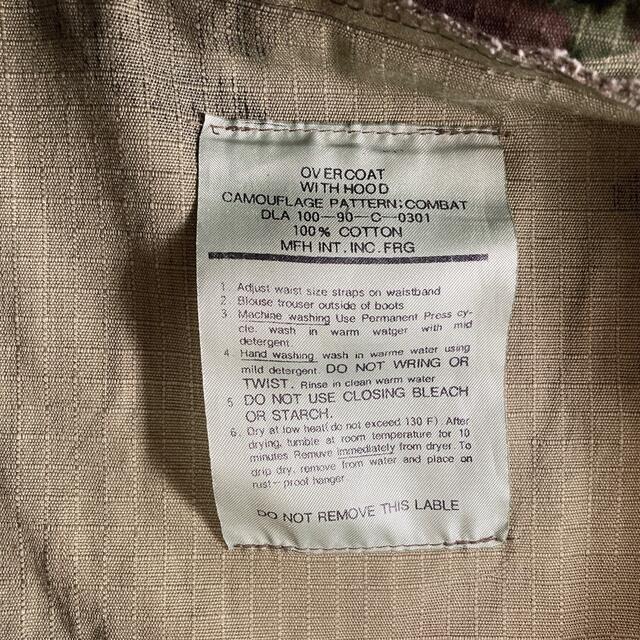 OVERCOAT
WITH HOOD
CAMOUFLAGE PATTERN:COMBAT
DLA 100—90—C—0301
100% COTTON
MFH INT. INC. FRG
1. Adjust waist size straps on waistband
2. Blouse trouser outside of boots
3. Machine washing Use Permanent Press cy-
cle. wash in warm watger with mid
detergent.
4. Hand washing wash in warme water using
mild detergent. DO NOT WRING OR
TWIST. Rinse in clean warm water
5. DO NOT USE CLOSING BLEACH
OR STARCH.
6. Dry at low heat(do not exceed 130 F). After
drying, tumble at room temperature for 10
minutes. Remove immediately from dryer. To
drip dry, remove from water and place on
rust—proof hanger.
DO NOT REMOVE THIS LABLE